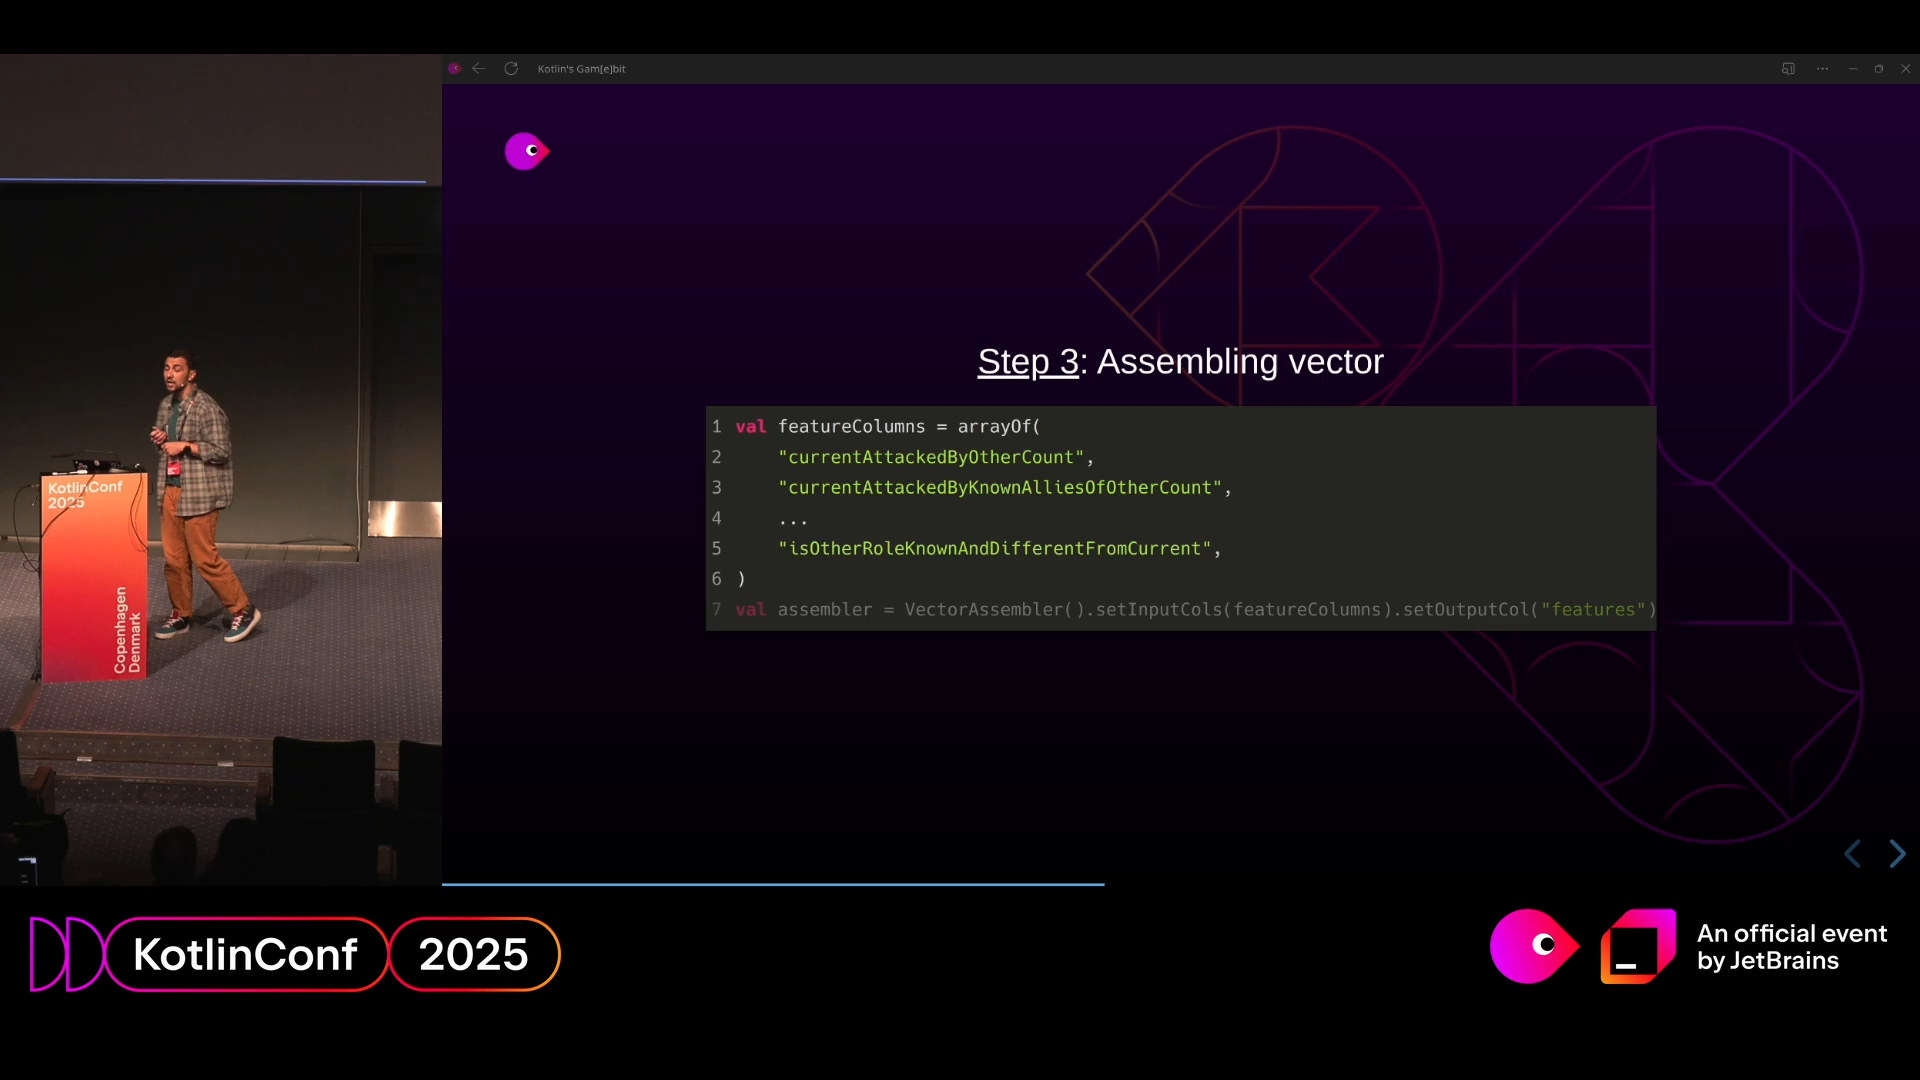 Kotlin's Gam[e]bit
Step 3: Assembling vector
1 val featureColumns = arrayOf(
2 "currentAttackedByOtherCount",
3 "currentAttackedByKnownAlliesOfOtherCount",
4 ...
5 "isOtherRoleKnownAndDifferentFromCurrent",
6 )
7 val assembler = VectorAssembler().setInputCols(featureColumns).setOutputCol("features")
KotlinConf
2025
Copenhagen
Denmark
KotlinConf 2025
An official event
by JetBrains